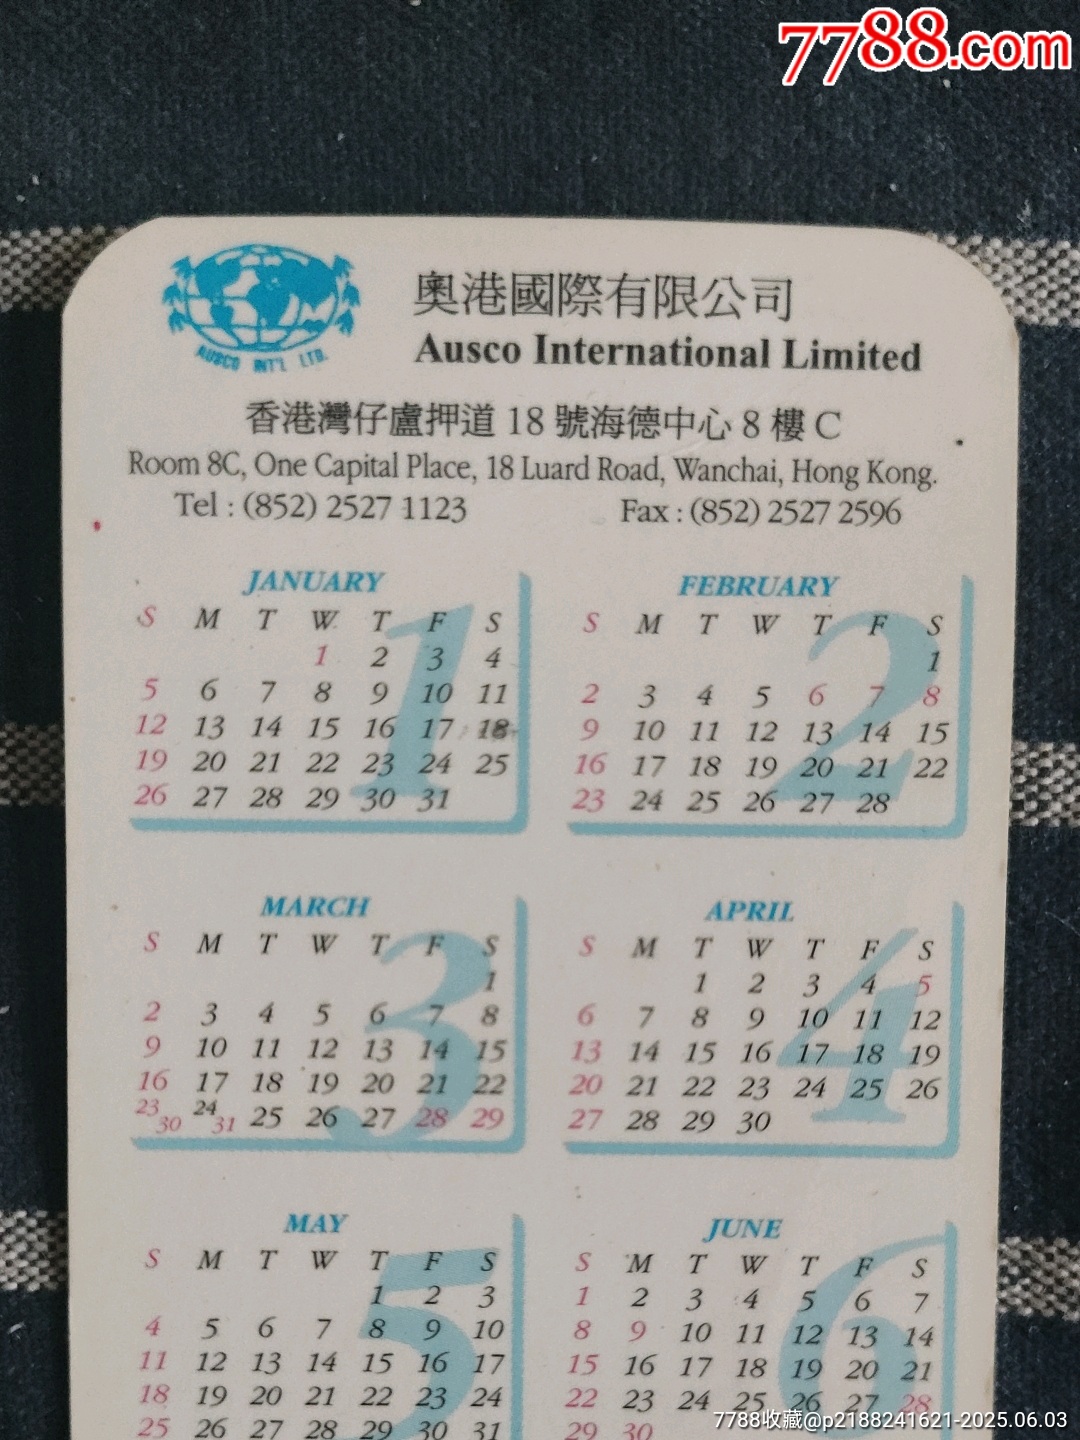 7788.com
奧港國際有限公司
Ausco International Limited
AUSCO INT'L LTD.
香港灣仔盧押道 18 號海德中心 8 樓 C
Room 8C, One Capital Place, 18 Luard Road, Wanchai, Hong Kong.
Tel : (852) 2527 1123 Fax : (852) 2527 2596
JANUARY
1
S M T W T F S
1 2 3 4
5 6 7 8 9 10 11
12 13 14 15 16 17 18
19 20 21 22 23 24 25
26 27 28 29 30 31
FEBRUARY
2
S M T W T F S
1
2 3 4 5 6 7 8
9 10 11 12 13 14 15
16 17 18 19 20 21 22
23 24 25 26 27 28
MARCH
3
S M T W T F S
1
2 3 4 5 6 7 8
9 10 11 12 13 14 15
16 17 18 19 20 21 22
23/30 24/31 25 26 27 28 29
APRIL
4
S M T W T F S
1 2 3 4 5
6 7 8 9 10 11 12
13 14 15 16 17 18 19
20 21 22 23 24 25 26
27 28 29 30
MAY
5
S M T W T F S
1 2 3
4 5 6 7 8 9 10
11 12 13 14 15 16 17
18 19 20 21 22 23 24
25 26 27 28 29 30 31
JUNE
6
S M T W T F S
1 2 3 4 5 6 7
8 9 10 11 12 13 14
15 16 17 18 19 20 21
22 23 24 25 26 27 28
29 30
7788收藏@p2188241621-2025.06.03